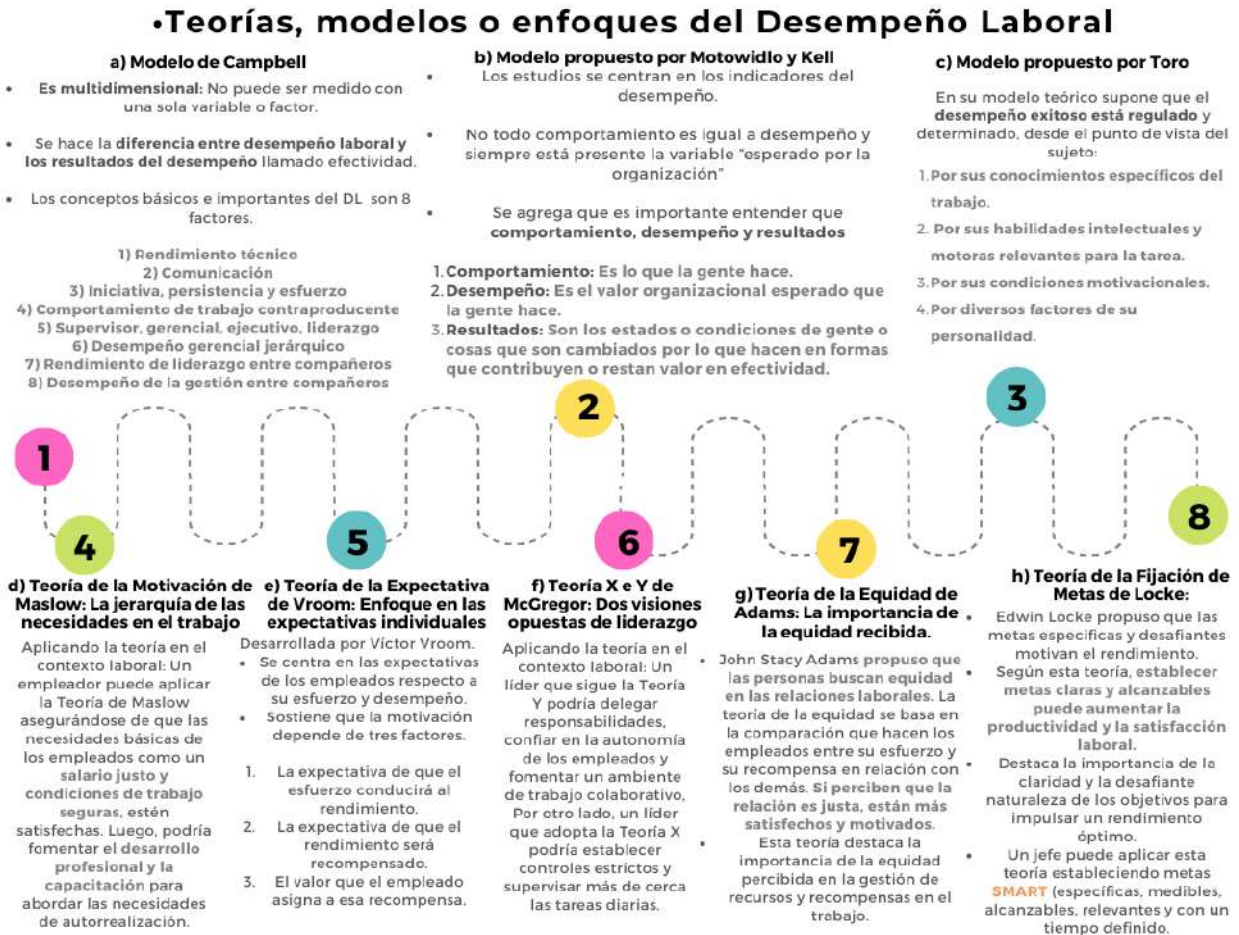 •Teorías, modelos o enfoques del Desempeño Laboral
a) Modelo de Campbell
• Es multidimensional: No puede ser medido con
una sola variable o factor.
• Se hace la diferencia entre desempeño laboral y
los resultados del desempeño llamado efectividad.
• Los conceptos básicos e importantes del DL son 8
factores.
1) Rendimiento técnico
2) Comunicación
3) Iniciativa, persistencia y esfuerzo
4) Comportamiento de trabajo contraproducente
5) Supervisor, gerencial, ejecutivo, liderazgo
6) Desempeño gerencial jerárquico
7) Rendimiento de liderazgo entre compañeros
8) Desempeño de la gestión entre compañeros
b) Modelo propuesto por Motowidlo y Kell
• Los estudios se centran en los indicadores del
desempeño.
• No todo comportamiento es igual a desempeño y
siempre está presente la variable "esperado por la
organización"
• Se agrega que es importante entender que
comportamiento, desempeño y resultados
1. Comportamiento: Es lo que la gente hace.
2. Desempeño: Es el valor organizacional esperado que
la gente hace.
3. Resultados: Son los estados o condiciones de gente o
cosas que son cambiados por lo que hacen en formas
que contribuyen o restan valor en efectividad.
c) Modelo propuesto por Toro
En su modelo teórico supone que el
desempeño exitoso está regulado y
determinado, desde el punto de vista del
sujeto:
1. Por sus conocimientos específicos del
trabajo.
2. Por sus habilidades intelectuales y
motoras relevantes para la tarea.
3. Por sus condiciones motivacionales.
4. Por diversos factores de su
personalidad.
1
2
3
4
5
6
7
8
d) Teoría de la Motivación de
Maslow: La jerarquía de las
necesidades en el trabajo
Aplicando la teoría en el
contexto laboral: Un
empleador puede aplicar
la Teoría de Maslow
asegurándose de que las
necesidades básicas de
los empleados como un
salario justo y
condiciones de trabajo
seguras, estén
satisfechas. Luego, podría
fomentar el desarrollo
profesional y la
capacitación para
abordar las necesidades
de autorrealización.
e) Teoría de la Expectativa
de Vroom: Enfoque en las
expectativas individuales
Desarrollada por Víctor Vroom.
• Se centra en las expectativas
de los empleados respecto a
su esfuerzo y desempeño.
• Sostiene que la motivación
depende de tres factores.
1. La expectativa de que el
esfuerzo conducirá al
rendimiento.
2. La expectativa de que el
rendimiento será
recompensado.
3. El valor que el empleado
asigna a esa recompensa.
f) Teoría X e Y de
McGregor: Dos visiones
opuestas de liderazgo
Aplicando la teoría en el
contexto laboral: Un
líder que sigue la Teoría
Y podría delegar
responsabilidades,
confiar en la autonomía
de los empleados y
fomentar un ambiente
de trabajo colaborativo,
Por otro lado, un líder
que adopta la Teoría X
podría establecer
controles estrictos y
supervisar más de cerca
las tareas diarias.
g) Teoría de la Equidad de
Adams: La importancia de
la equidad recibida.
• John Stacy Adams propuso que
las personas buscan equidad
en las relaciones laborales. La
teoría de la equidad se basa en
la comparación que hacen los
empleados entre su esfuerzo y
su recompensa en relación con
los demás. Si perciben que la
relación es justa, están más
satisfechos y motivados.
• Esta teoría destaca la
importancia de la equidad
percibida en la gestión de
recursos y recompensas en el
trabajo.
h) Teoría de la Fijación de
Metas de Locke:
• Edwin Locke propuso que las
metas especificas y desafiantes
motivan el rendimiento.
• Según esta teoría, establecer
metas claras y alcanzables
puede aumentar la
productividad y la satisfacción
laboral.
• Destaca la importancia de la
claridad y la desafiante
naturaleza de los objetivos para
impulsar un rendimiento
óptimo.
• Un jefe puede aplicar esta
teoría estableciendo metas
SMART (específicas, medibles,
alcanzables, relevantes y con un
tiempo definido.